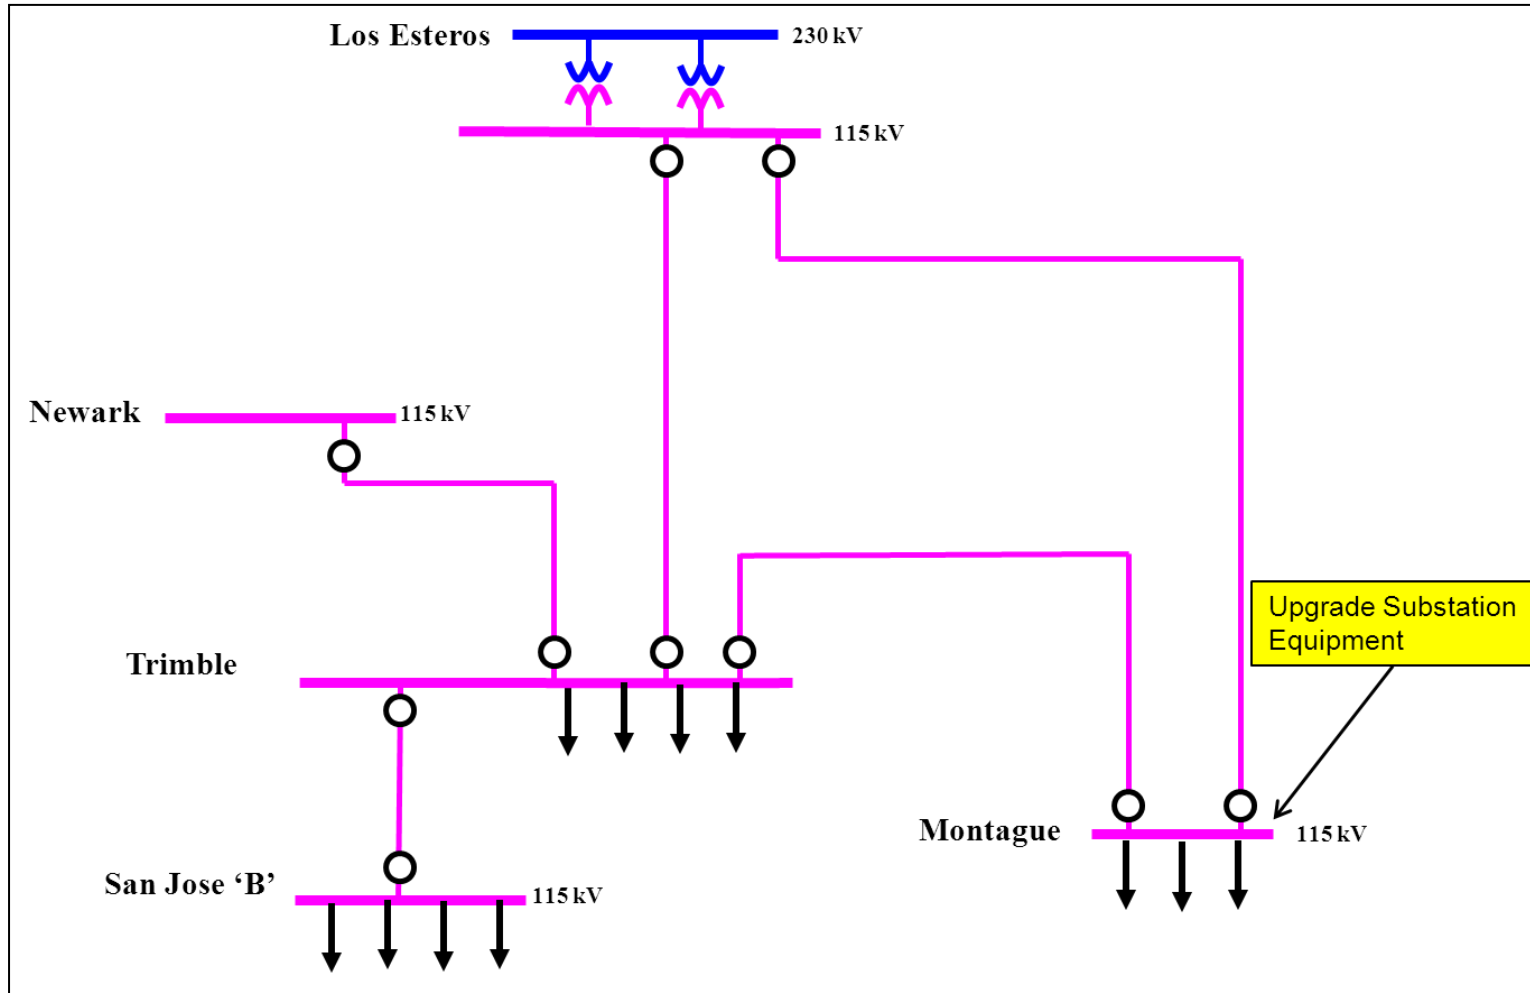 Los Esteros
230 kV
115 kV
Newark
115 kV
Upgrade Substation
Equipment
Trimble
Montague
115 kV
San Jose ‘B’
115 kV